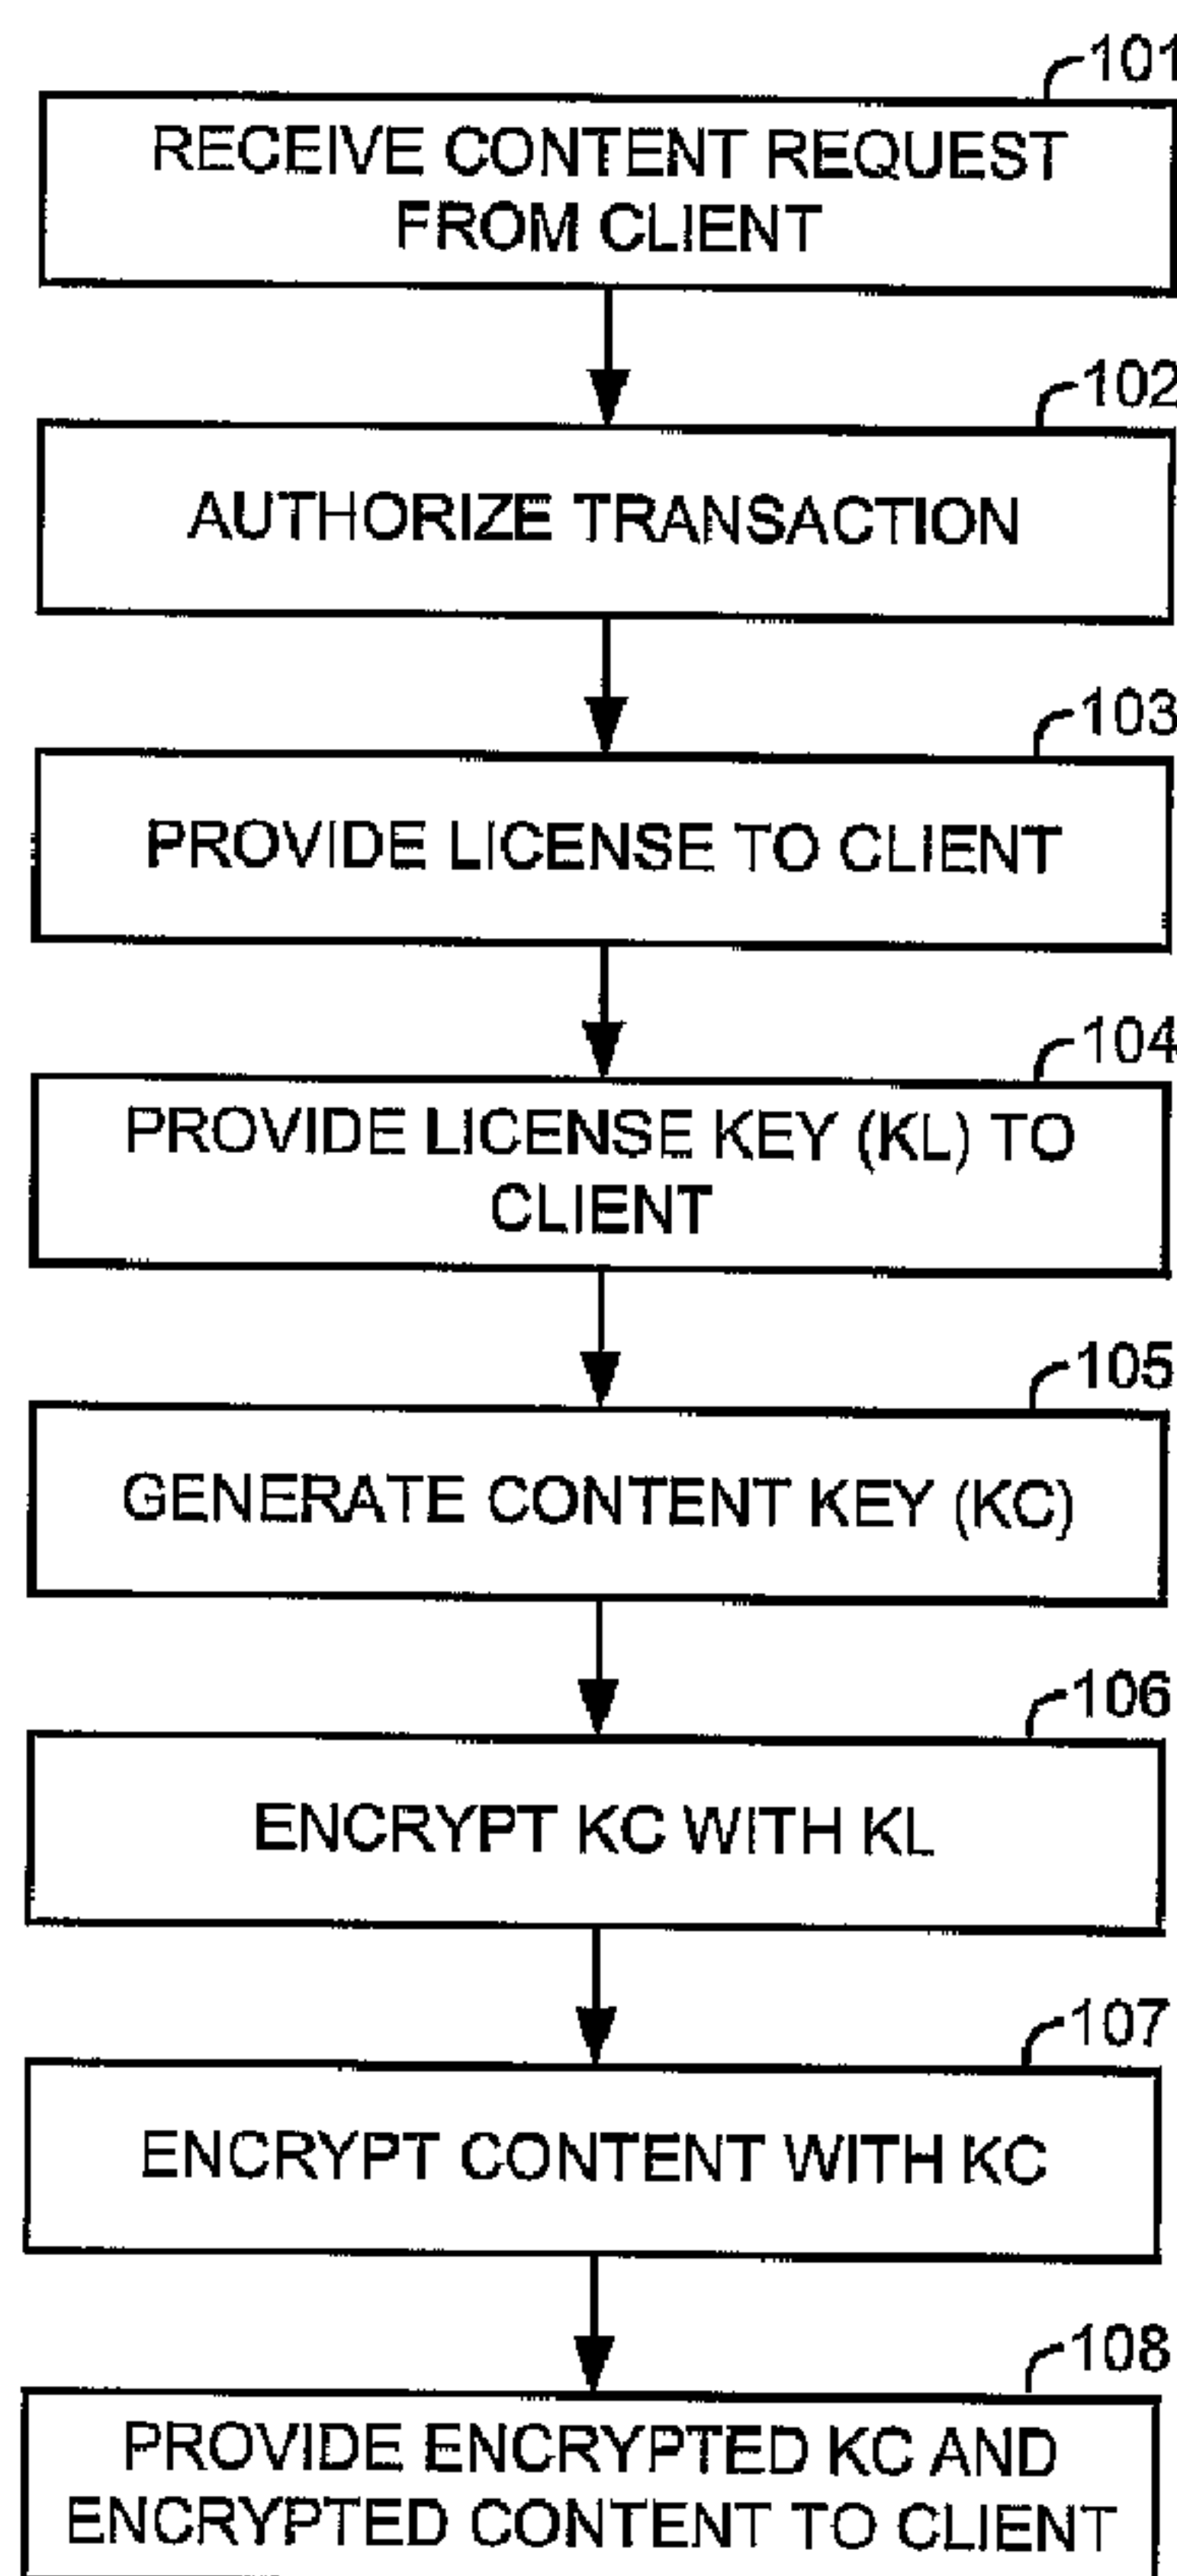 101
RECEIVE CONTENT REQUEST
FROM CLIENT
102
AUTHORIZE TRANSACTION
103
PROVIDE LICENSE TO CLIENT
104
PROVIDE LICENSE KEY (KL) TO
CLIENT
105
GENERATE CONTENT KEY (KC)
106
ENCRYPT KC WITH KL
107
ENCRYPT CONTENT WITH KC
108
PROVIDE ENCRYPTED KC AND
ENCRYPTED CONTENT TO CLIENT